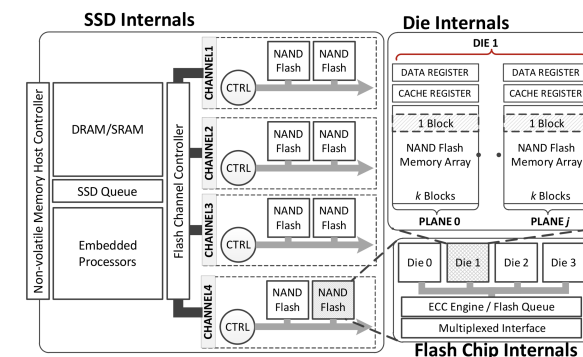 SSD Internals
Non-volatile Memory Host Controller
DRAM/SRAM
SSD Queue
Embedded
Processors
Flash Channel Controller
CHANNEL1
CTRL
NAND
Flash
NAND
Flash
CHANNEL2
CTRL
NAND
Flash
NAND
Flash
CHANNEL3
CTRL
NAND
Flash
NAND
Flash
CHANNEL4
CTRL
NAND
Flash
NAND
Flash
Die Internals
DIE 1
DATA REGISTER
CACHE REGISTER
1 Block
NAND Flash
Memory Array
k Blocks
PLANE 0
DATA REGISTER
CACHE REGISTER
1 Block
NAND Flash
Memory Array
k Blocks
PLANE j
Die 0
Die 1
Die 2
Die 3
ECC Engine / Flash Queue
Multiplexed Interface
Flash Chip Internals